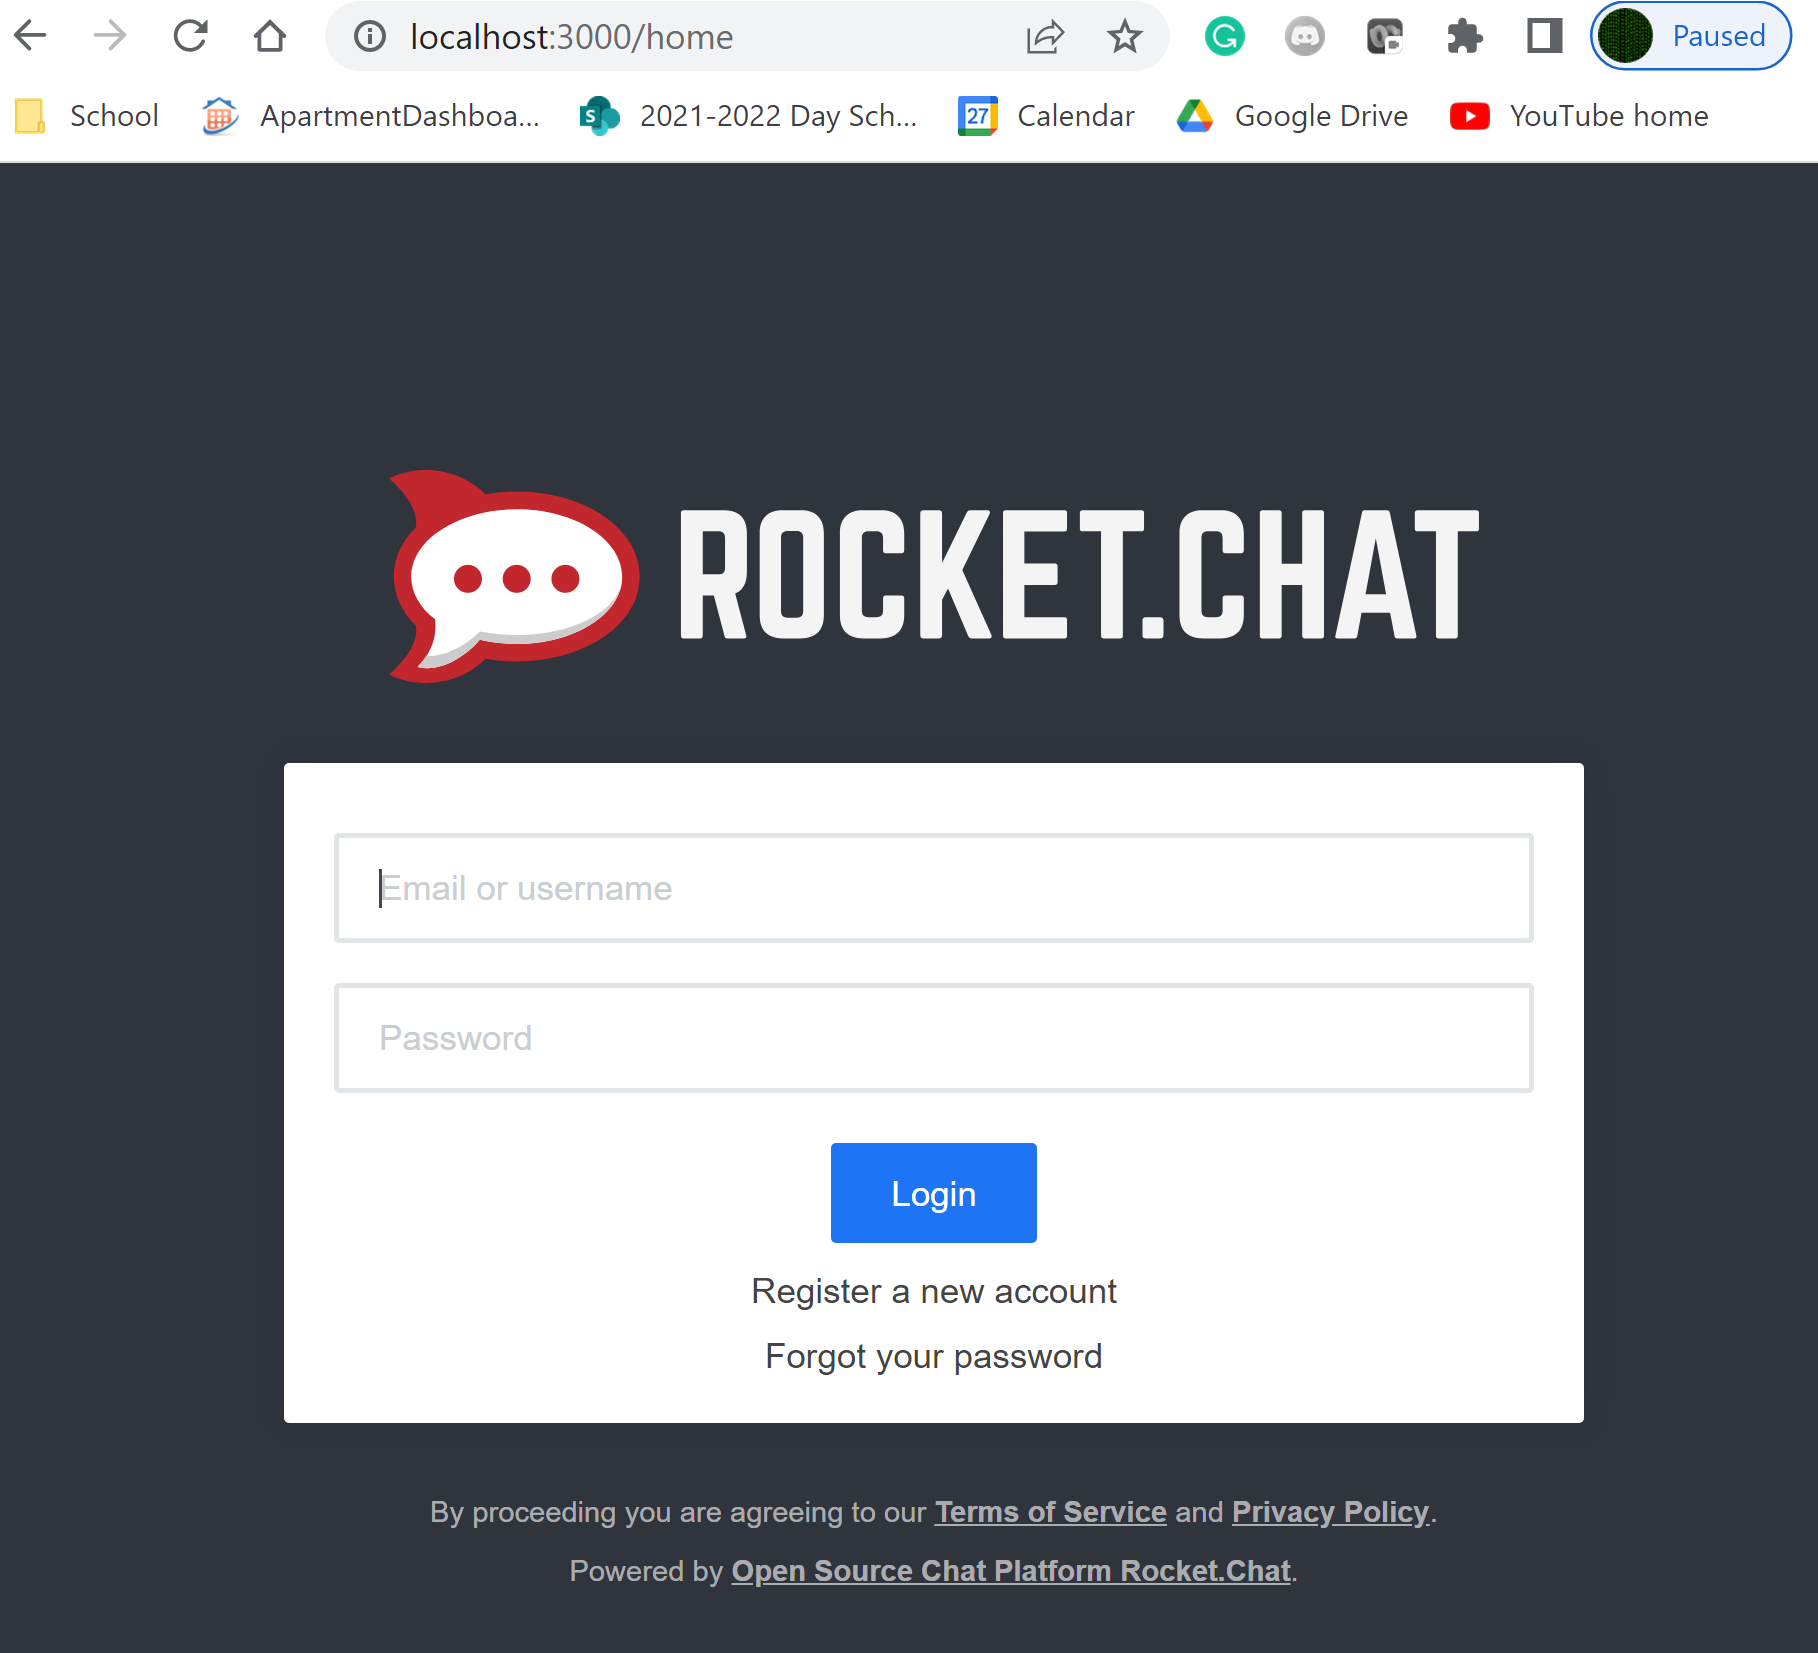 localhost:3000/home
Paused
School
ApartmentDashboa...
2021-2022 Day Sch...
27
Calendar
Google Drive
YouTube home
ROCKET.CHAT
Email or username
Password
Login
Register a new account
Forgot your password
By proceeding you are agreeing to our Terms of Service and Privacy Policy.
Powered by Open Source Chat Platform Rocket.Chat.